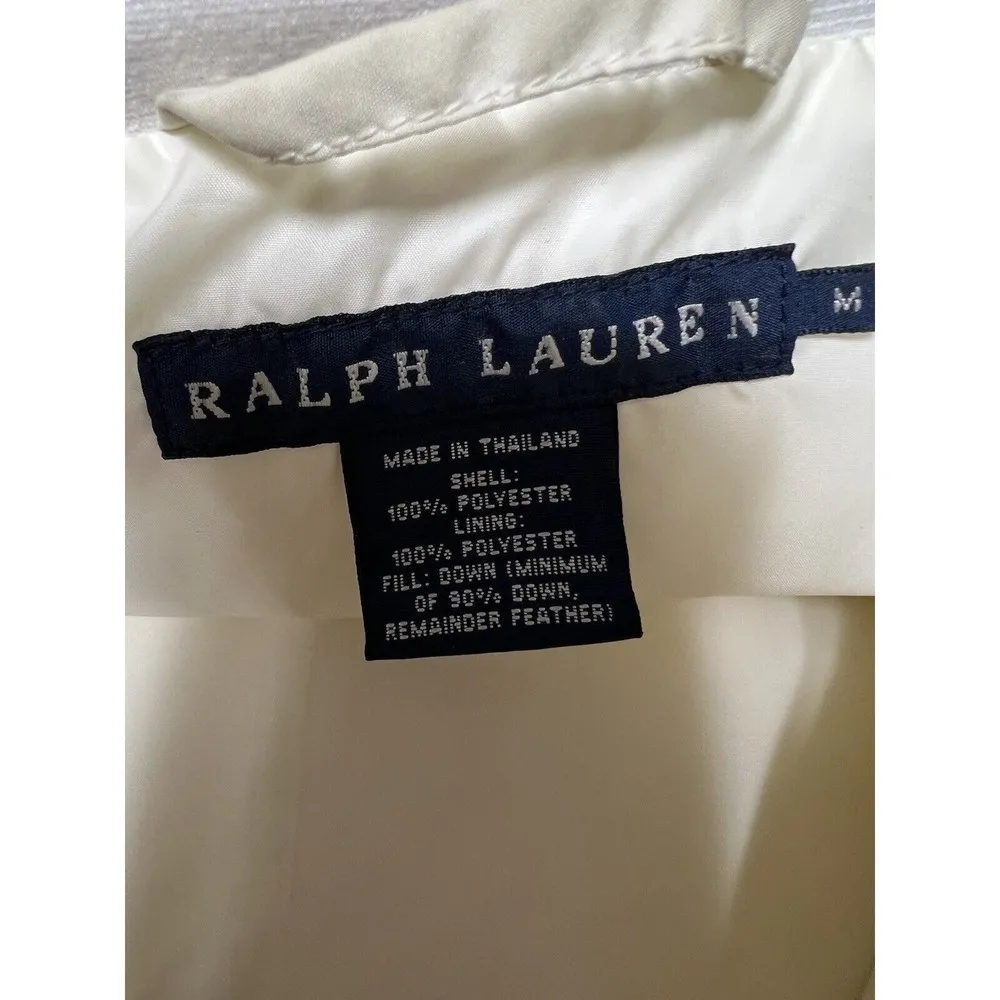 RALPH LAUREN
M
MADE IN THAILAND
SHELL:
100% POLYESTER
LINING:
100% POLYESTER
FILL: DOWN (MINIMUM
OF 90% DOWN,
REMAINDER FEATHER)